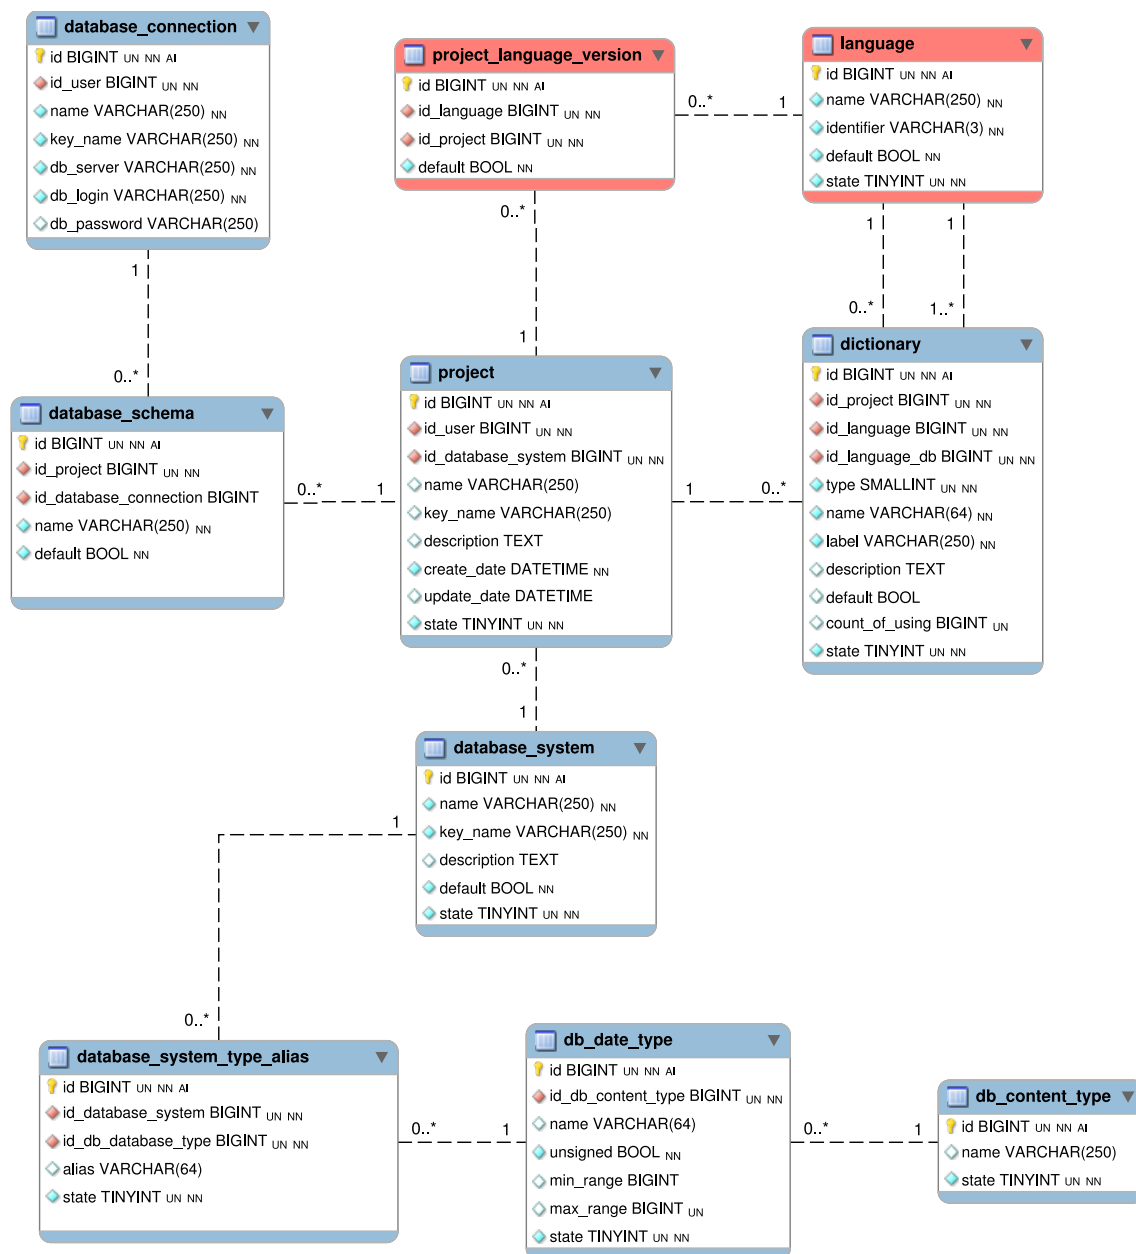 database_connection
id BIGINT UN NN AI
id_user BIGINT UN NN
name VARCHAR(250) NN
key_name VARCHAR(250) NN
db_server VARCHAR(250) NN
db_login VARCHAR(250) NN
db_password VARCHAR(250)
project_language_version
id BIGINT UN NN AI
id_language BIGINT UN NN
id_project BIGINT UN NN
default BOOL NN
0..*
1
language
id BIGINT UN NN AI
name VARCHAR(250) NN
identifier VARCHAR(3) NN
default BOOL NN
state TINYINT UN NN
1
0..*
0..*
1
1
0..*
1
1..*
database_schema
id BIGINT UN NN AI
id_project BIGINT UN NN
id_database_connection BIGINT
name VARCHAR(250) NN
default BOOL NN
0..*
1
project
id BIGINT UN NN AI
id_user BIGINT UN NN
id_database_system BIGINT UN NN
name VARCHAR(250)
key_name VARCHAR(250)
description TEXT
create_date DATETIME NN
update_date DATETIME
state TINYINT UN NN
1
0..*
dictionary
id BIGINT UN NN AI
id_project BIGINT UN NN
id_language BIGINT UN NN
id_language_db BIGINT UN NN
type SMALLINT UN NN
name VARCHAR(64) NN
label VARCHAR(250) NN
description TEXT
default BOOL
count_of_using BIGINT UN
state TINYINT UN NN
0..*
1
database_system
id BIGINT UN NN AI
name VARCHAR(250) NN
key_name VARCHAR(250) NN
description TEXT
default BOOL NN
state TINYINT UN NN
1
0..*
database_system_type_alias
id BIGINT UN NN AI
id_database_system BIGINT UN NN
id_db_database_type BIGINT UN NN
alias VARCHAR(64)
state TINYINT UN NN
0..*
1
db_date_type
id BIGINT UN NN AI
id_db_content_type BIGINT UN NN
name VARCHAR(64)
unsigned BOOL NN
min_range BIGINT
max_range BIGINT UN
state TINYINT UN NN
0..*
1
db_content_type
id BIGINT UN NN AI
name VARCHAR(250)
state TINYINT UN NN